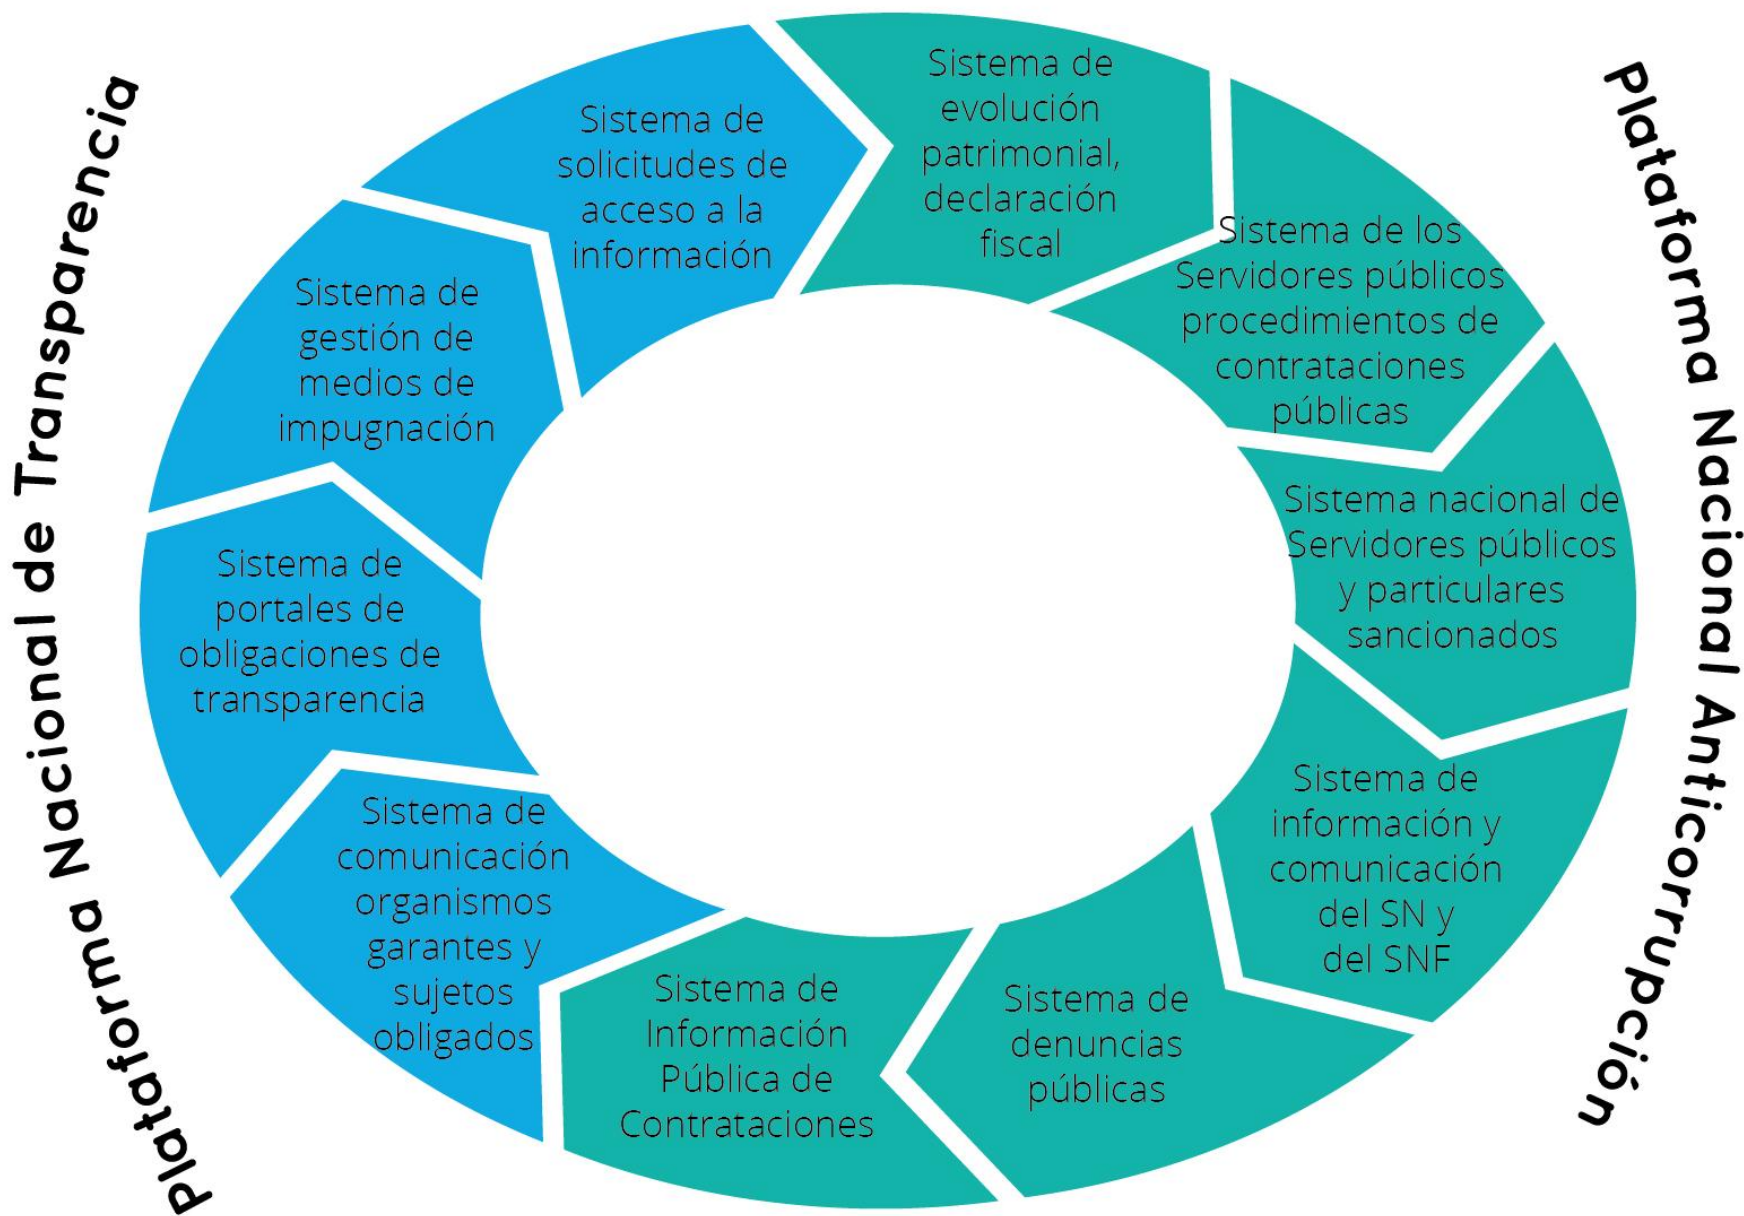 Plataforma Nacional de Transparencia
Plataforma Nacional Anticorrupción
Sistema de
evolución
patrimonial,
declaración
fiscal
Sistema de los
Servidores públicos
procedimientos de
contrataciones
públicas
Sistema nacional de
Servidores públicos
y particulares
sancionados
Sistema de
información y
comunicación
del SN y
del SNF
Sistema de
denuncias
públicas
Sistema de
Información
Pública de
Contrataciones
Sistema de
comunicación
organismos
garantes y
sujetos
obligados
Sistema de
portales de
obligaciones de
transparencia
Sistema de
gestión de
medios de
impugnación
Sistema de
solicitudes de
acceso a la
información